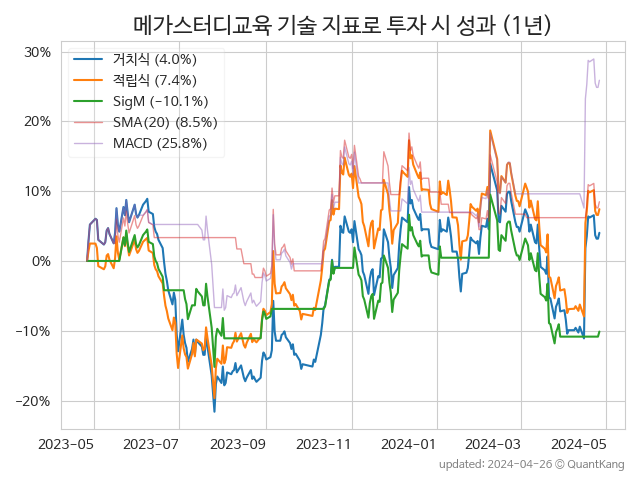 메가스터디교육 기술 지표로 투자 시 성과 (1년)
30%
20%
10%
0%
−10%
−20%
거치식 (4.0%)
적립식 (7.4%)
SigM (−10.1%)
SMA(20) (8.5%)
MACD (25.8%)
2023-05 2023-07 2023-09 2023-11 2024-01 2024-03 2024-05
updated: 2024-04-26 © QuantKang